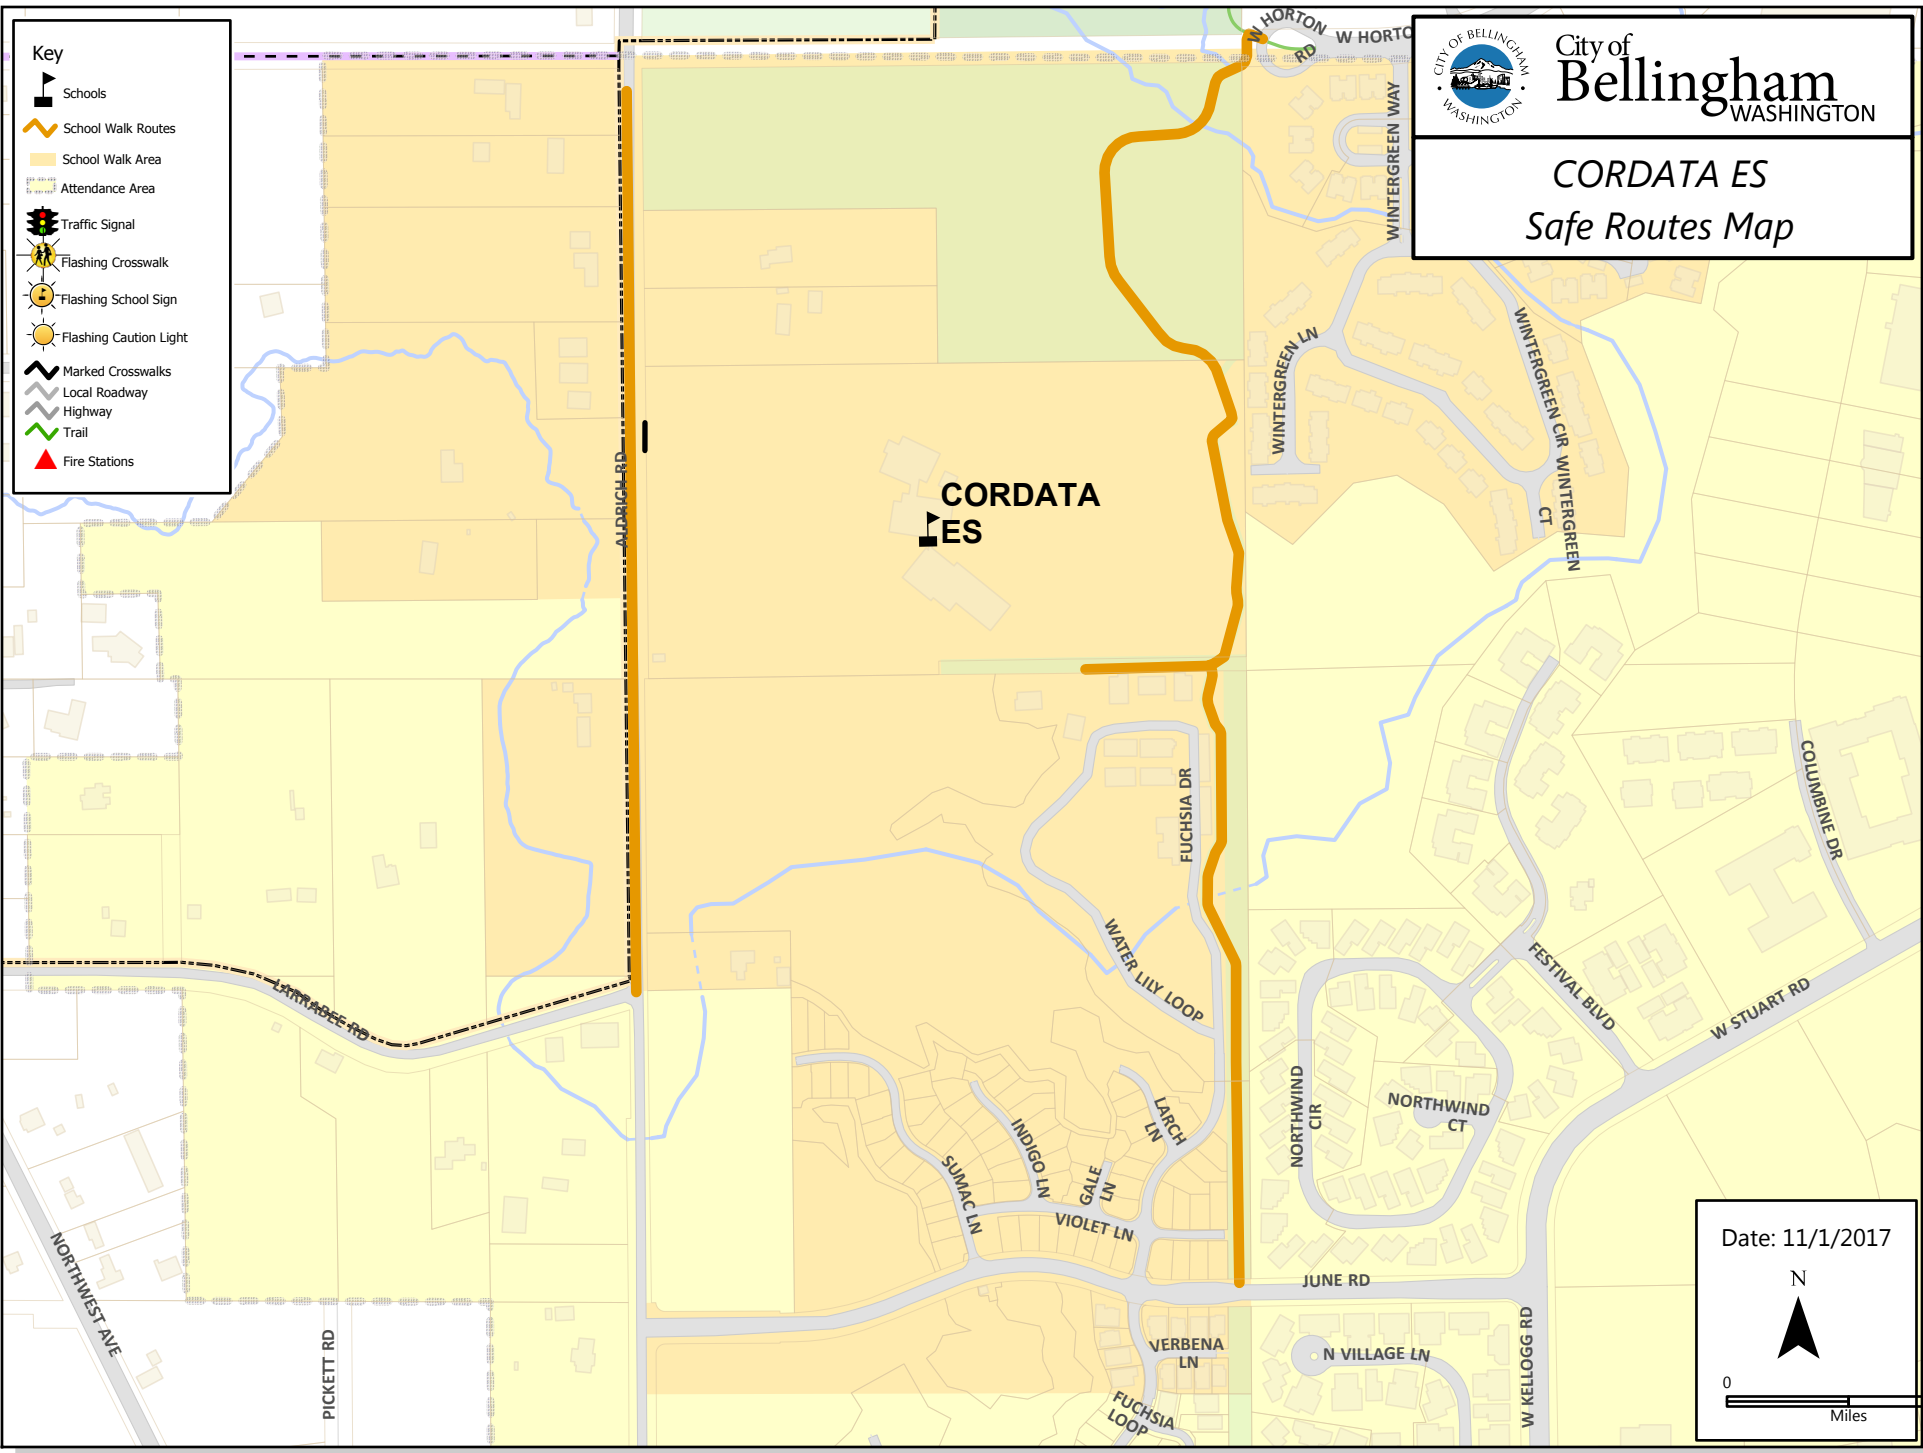 Key
Schools
School Walk Routes
School Walk Area
Attendance Area
Traffic Signal
Flashing Crosswalk
Flashing School Sign
Flashing Caution Light
Marked Crosswalks
Local Roadway
Highway
Trail
Fire Stations
CITY OF BELLINGHAM
WASHINGTON
City of
Bellingham
WASHINGTON
CORDATA ES
Safe Routes Map
W HORTON
RD
W HORTO
WINTERGREEN WAY
WINTERGREEN LN
WINTERGREEN CIR
WINTERGREEN
CT
ALDRICH RD
CORDATA
ES
FUCHSIA DR
COLUMBINE DR
WATER LILY LOOP
FESTIVAL BLVD
W STUART RD
LARRABEE RD
NORTHWIND
CIR
NORTHWIND
CT
LARCH
LN
INDIGO LN
GALE
LN
SUMAC LN
VIOLET LN
JUNE RD
NORTHWEST AVE
PICKETT RD
VERBENA
LN
N VILLAGE LN
W KELLOGG RD
FUCHSIA
LOOP
Date: 11/1/2017
N
0
Miles